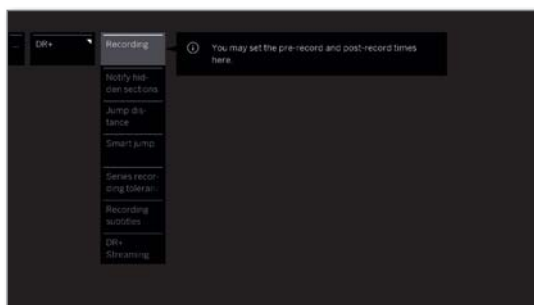 ... DR+ Recording You may set the pre-record and post-record times
here.
Notify hid-
den sections
Jump dis-
tance
Smart jump
Series recor-
ding toleran.
Recording
subtitles
DR+
Streaming